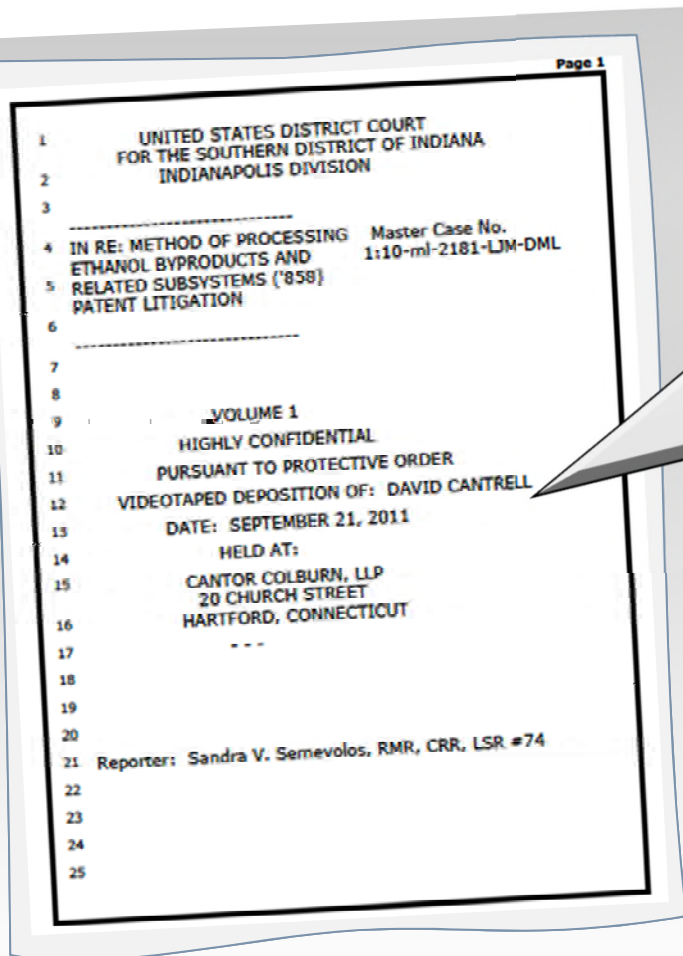 Page 1
1 UNITED STATES DISTRICT COURT
FOR THE SOUTHERN DISTRICT OF INDIANA
2 INDIANAPOLIS DIVISION
3
-------------------------------
4 IN RE: METHOD OF PROCESSING Master Case No.
ETHANOL BYPRODUCTS AND 1:10-ml-2181-LJM-DML
5 RELATED SUBSYSTEMS ('858)
PATENT LITIGATION
6
-------------------------------
7
8
9 VOLUME 1
10 HIGHLY CONFIDENTIAL
11 PURSUANT TO PROTECTIVE ORDER
12 VIDEOTAPED DEPOSITION OF: DAVID CANTRELL
13 DATE: SEPTEMBER 21, 2011
14 HELD AT:
15 CANTOR COLBURN, LLP
20 CHURCH STREET
16 HARTFORD, CONNECTICUT
17 - - -
18
19
20
21 Reporter: Sandra V. Semevolos, RMR, CRR, LSR #74
22
23
24
25